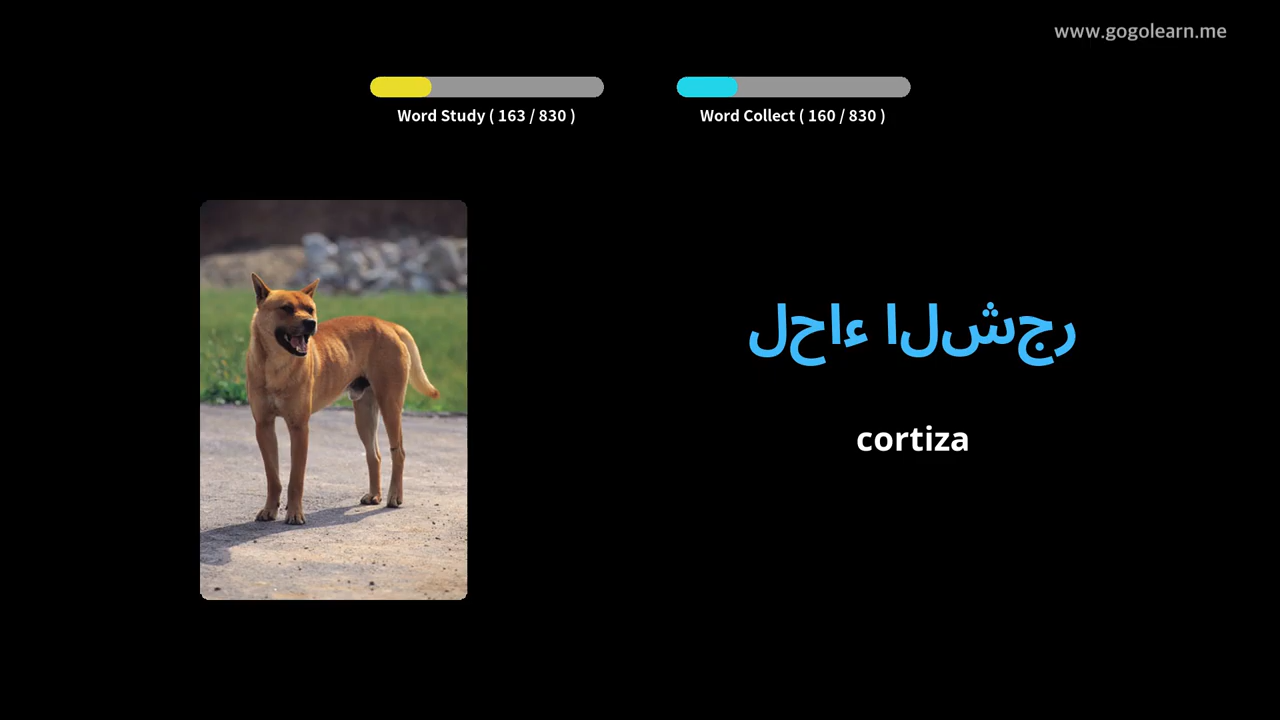 www.gogolearn.me
Word Study ( 163 / 830 )
Word Collect ( 160 / 830 )
لحاء الشجر
cortiza